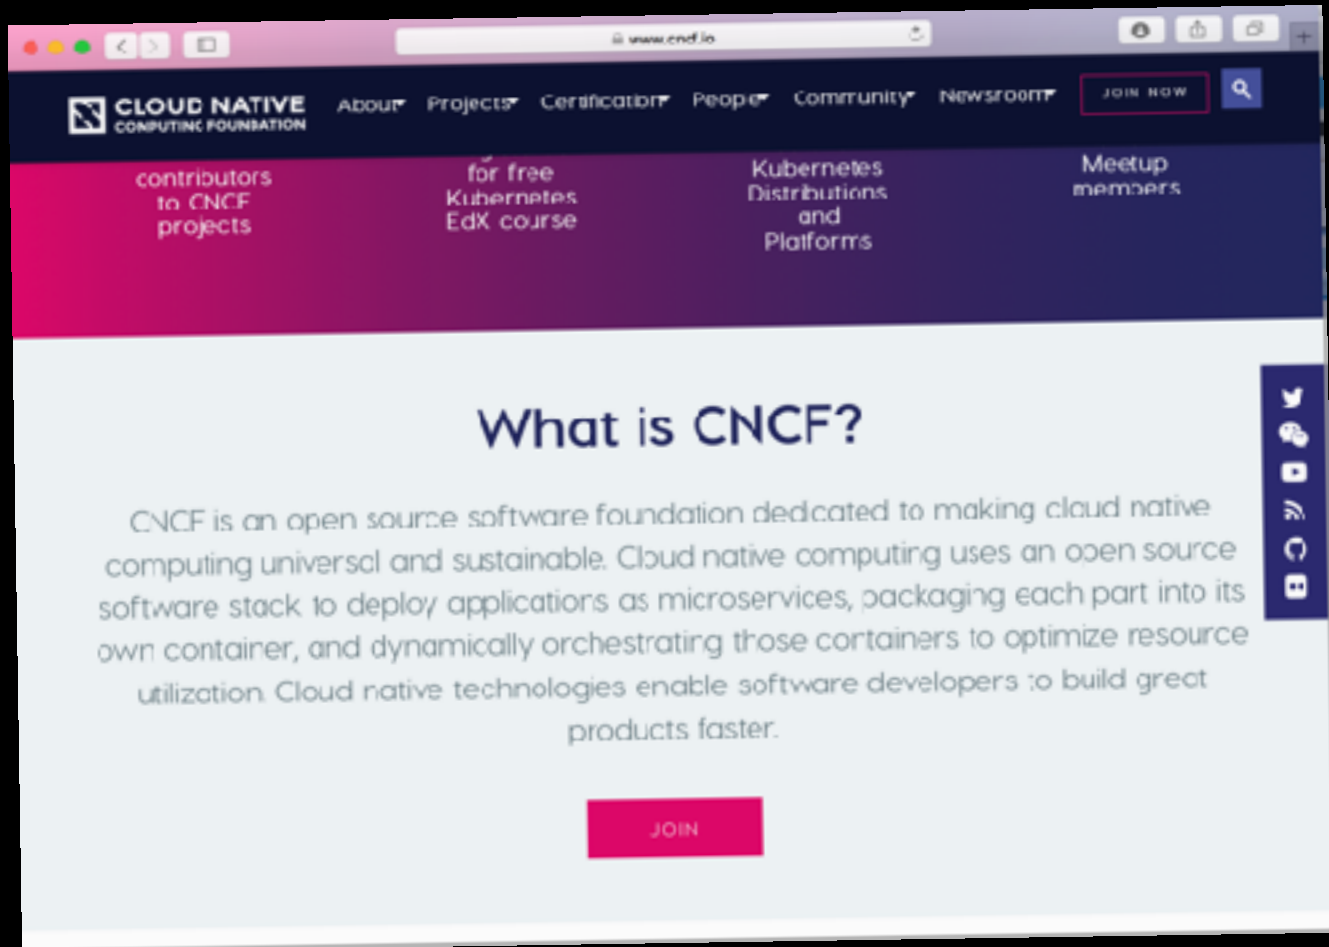 www.cncf.io
CLOUD NATIVE
COMPUTING FOUNDATION
About Projects Certification People Community Newsroom JOIN NOW
contributors
to CNCF
projects
for free
Kubernetes
EdX course
Kubernetes
Distributions
and
Platforms
Meetup
members
What is CNCF?
CNCF is an open source software foundation dedicated to making cloud native
computing universal and sustainable. Cloud native computing uses an open source
software stack to deploy applications as microservices, packaging each part into its
own container, and dynamically orchestrating those containers to optimize resource
utilization. Cloud native technologies enable software developers to build great
products faster.
JOIN